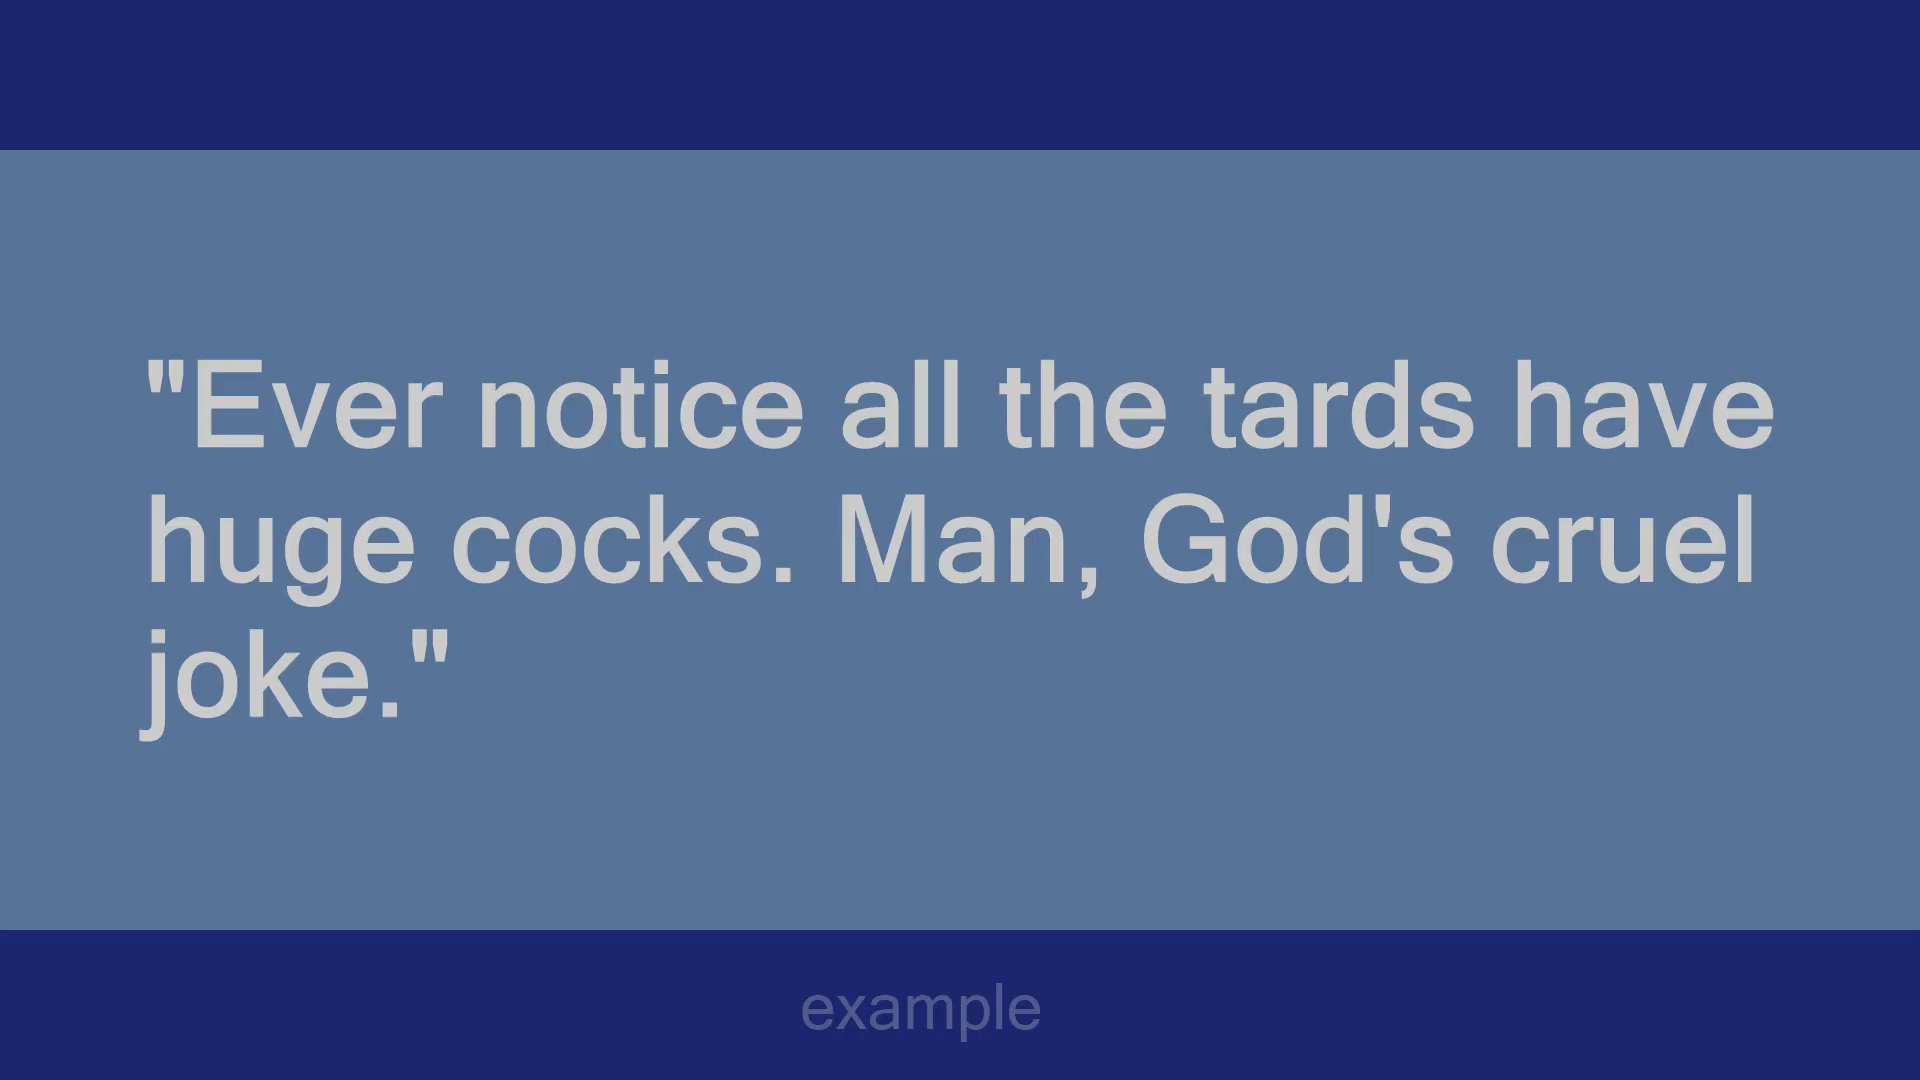 "Ever notice all the tards have
huge cocks. Man, God's cruel
joke."
example